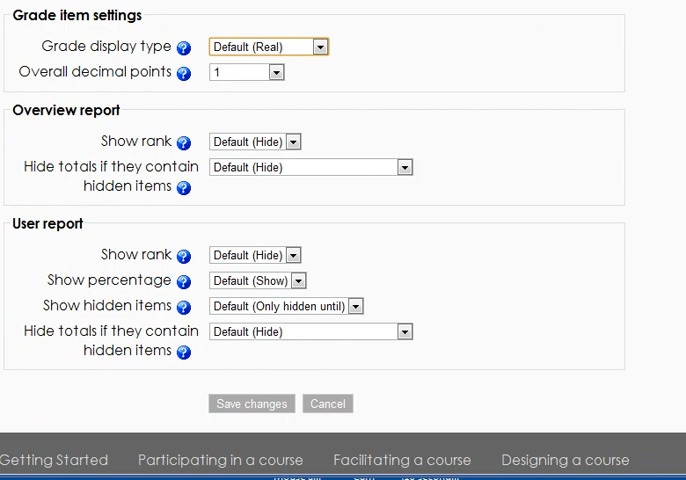 Grade item settings
Grade display type ? Default (Real)
Overall decimal points ? 1
Overview report
Show rank ? Default (Hide)
Hide totals if they contain Default (Hide)
hidden items ?
User report
Show rank ? Default (Hide)
Show percentage ? Default (Show)
Show hidden items ? Default (Only hidden until)
Hide totals if they contain Default (Hide)
hidden items ?
Save changes Cancel
Getting Started Participating in a course Facilitating a course Designing a course